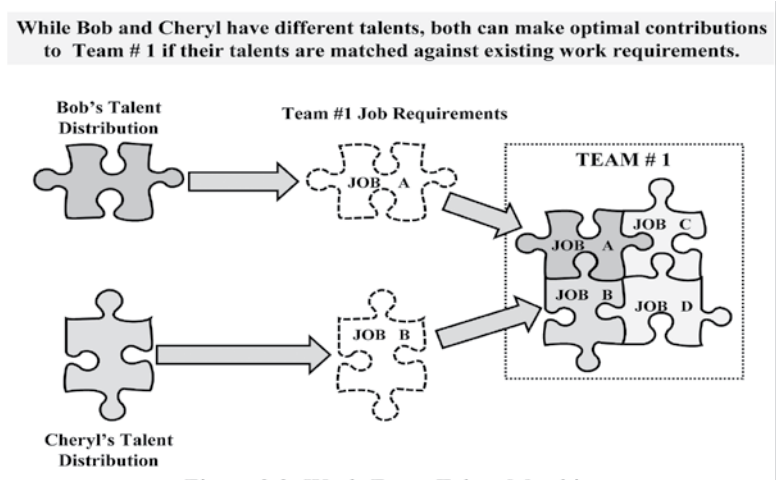 While Bob and Cheryl have different talents, both can make optimal contributions
to Team # 1 if their talents are matched against existing work requirements.
Bob's Talent
Distribution
Team #1 Job Requirements
JOB A
TEAM # 1
JOB C
JOB A
JOB B
JOB D
JOB B
Cheryl's Talent
Distribution